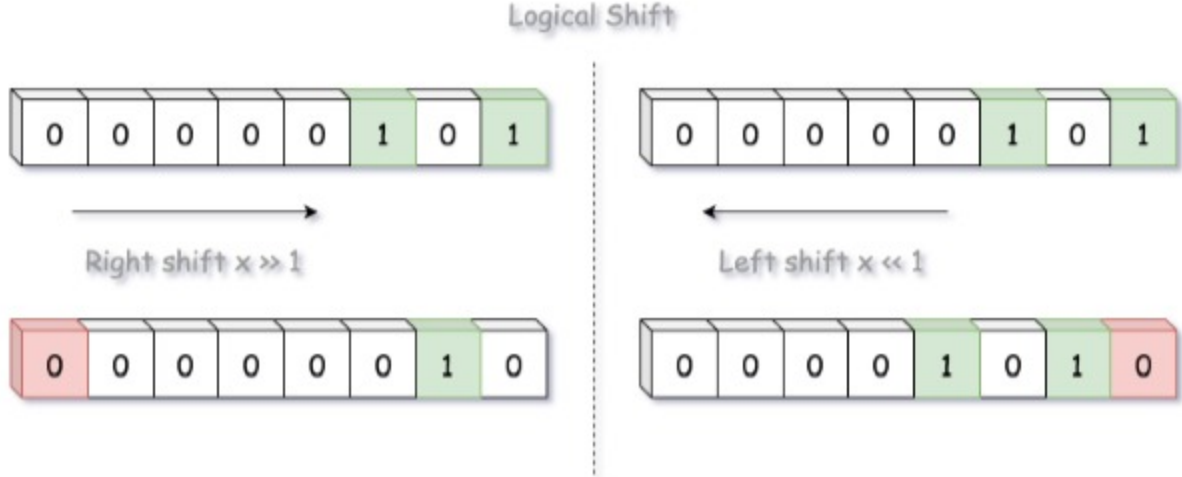 Logical Shift
0 0 0 0 0 1 0 1
Right shift x >> 1
0 0 0 0 0 0 1 0
0 0 0 0 0 1 0 1
Left shift x << 1
0 0 0 0 1 0 1 0